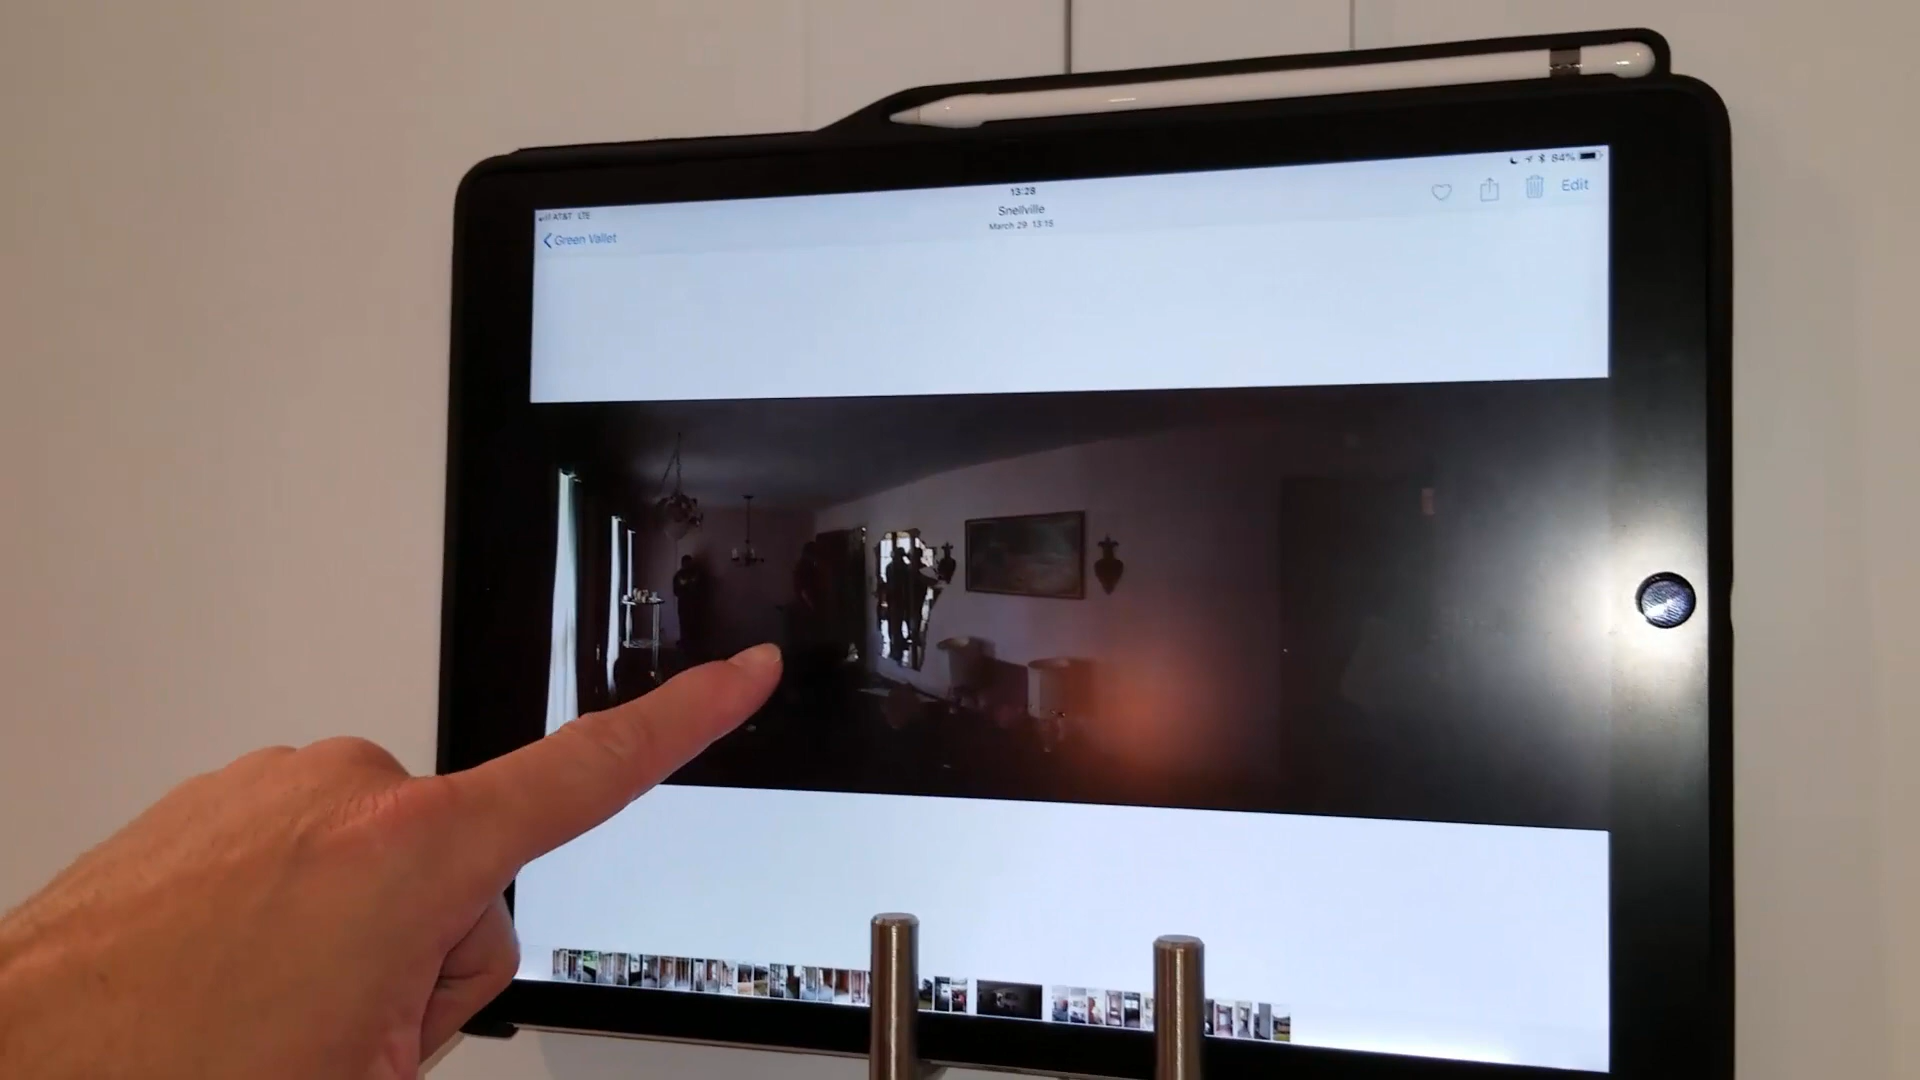 84%
13:28
Edit
AT&T LTE
Snellville
March 29 13:15
Green Vallet